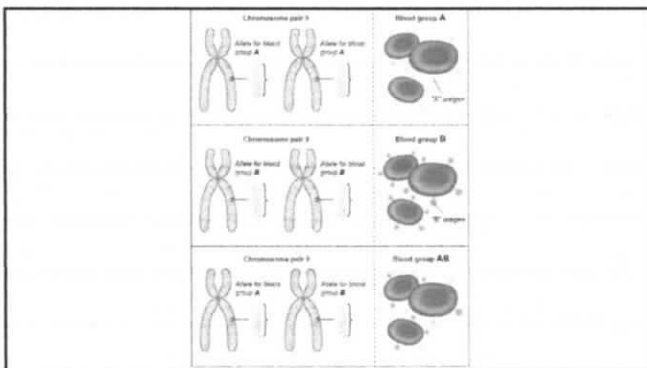 Chromosome pair 9
Blood group A
Allele for blood
group A
Allele for blood
group A
"A" antigen
Chromosome pair 9
Blood group B
Allele for blood
group B
Allele for blood
group B
"B" antigen
Chromosome pair 9
Blood group AB
Allele for blood
group A
Allele for blood
group B